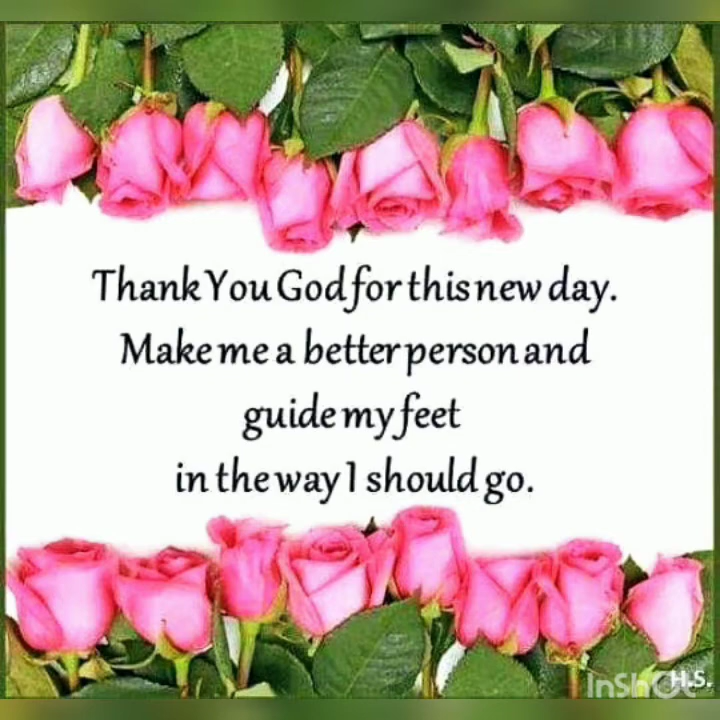 Thank You God for this new day.
Make me a better person and
guide my feet
in the way I should go.
H.S.
InShOt